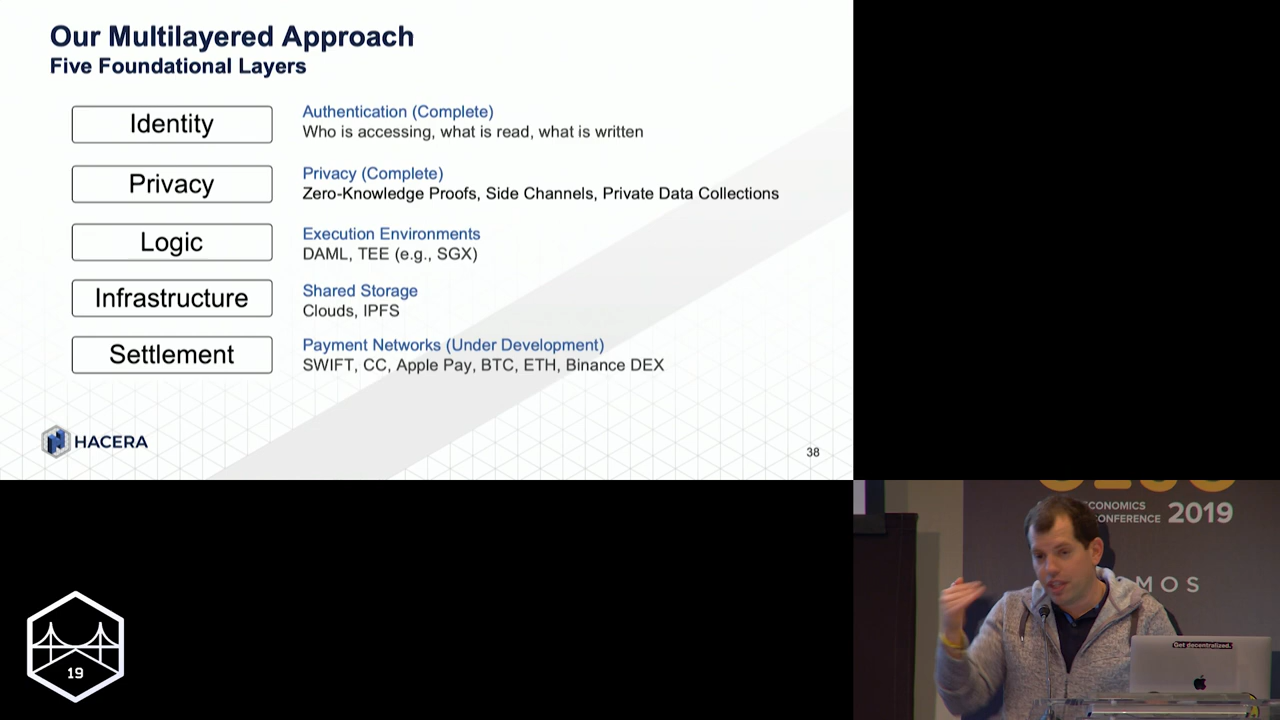 Our Multilayered Approach
Five Foundational Layers
Identity
Authentication (Complete)
Who is accessing, what is read, what is written
Privacy
Privacy (Complete)
Zero-Knowledge Proofs, Side Channels, Private Data Collections
Logic
Execution Environments
DAML, TEE (e.g., SGX)
Infrastructure
Shared Storage
Clouds, IPFS
Settlement
Payment Networks (Under Development)
SWIFT, CC, Apple Pay, BTC, ETH, Binance DEX
HACERA
38
19
ECONOMICS
CONFERENCE 2019
MOS
Get decentralized.